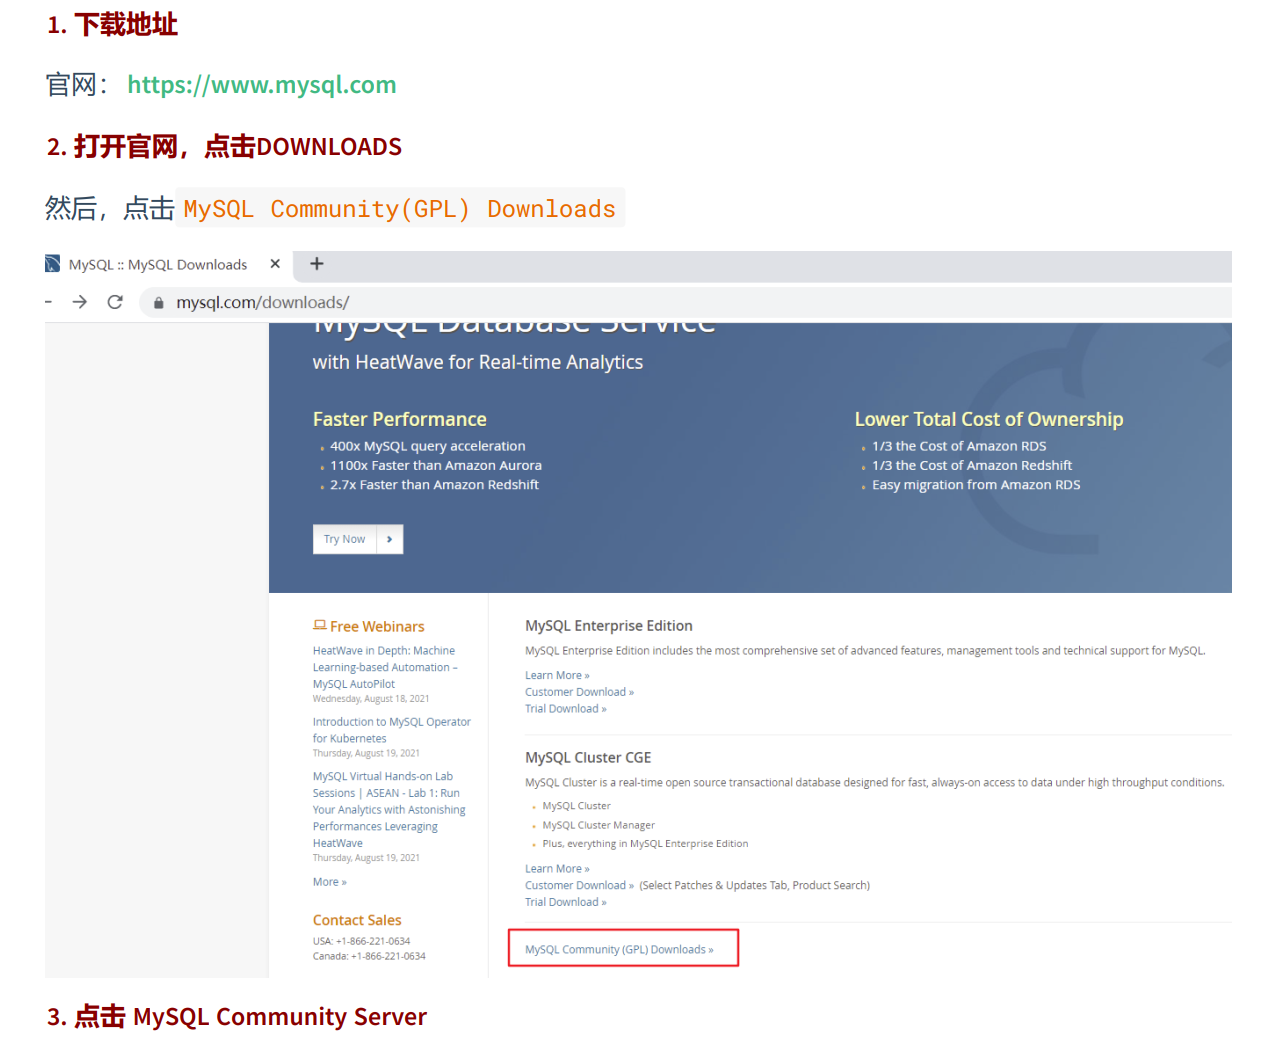 1. 下载地址
官网： https://www.mysql.com
2. 打开官网，点击DOWNLOADS
然后，点击 MySQL Community(GPL) Downloads
MySQL :: MySQL Downloads
mysql.com/downloads/
MySQL Database Service
with HeatWave for Real-time Analytics
Faster Performance
400x MySQL query acceleration
1100x Faster than Amazon Aurora
2.7x Faster than Amazon Redshift
Lower Total Cost of Ownership
1/3 the Cost of Amazon RDS
1/3 the Cost of Amazon Redshift
Easy migration from Amazon RDS
Try Now
Free Webinars
HeatWave in Depth: Machine
Learning-based Automation –
MySQL AutoPilot
Wednesday, August 18, 2021
Introduction to MySQL Operator
for Kubernetes
Thursday, August 19, 2021
MySQL Virtual Hands-on Lab
Sessions | ASEAN - Lab 1: Run
Your Analytics with Astonishing
Performances Leveraging
HeatWave
Thursday, August 19, 2021
More »
Contact Sales
USA: +1-866-221-0634
Canada: +1-866-221-0634
MySQL Enterprise Edition
MySQL Enterprise Edition includes the most comprehensive set of advanced features, management tools and technical support for MySQL.
Learn More »
Customer Download »
Trial Download »
MySQL Cluster CGE
MySQL Cluster is a real-time open source transactional database designed for fast, always-on access to data under high throughput conditions.
MySQL Cluster
MySQL Cluster Manager
Plus, everything in MySQL Enterprise Edition
Learn More »
Customer Download » (Select Patches & Updates Tab, Product Search)
Trial Download »
MySQL Community (GPL) Downloads »
3. 点击 MySQL Community Server